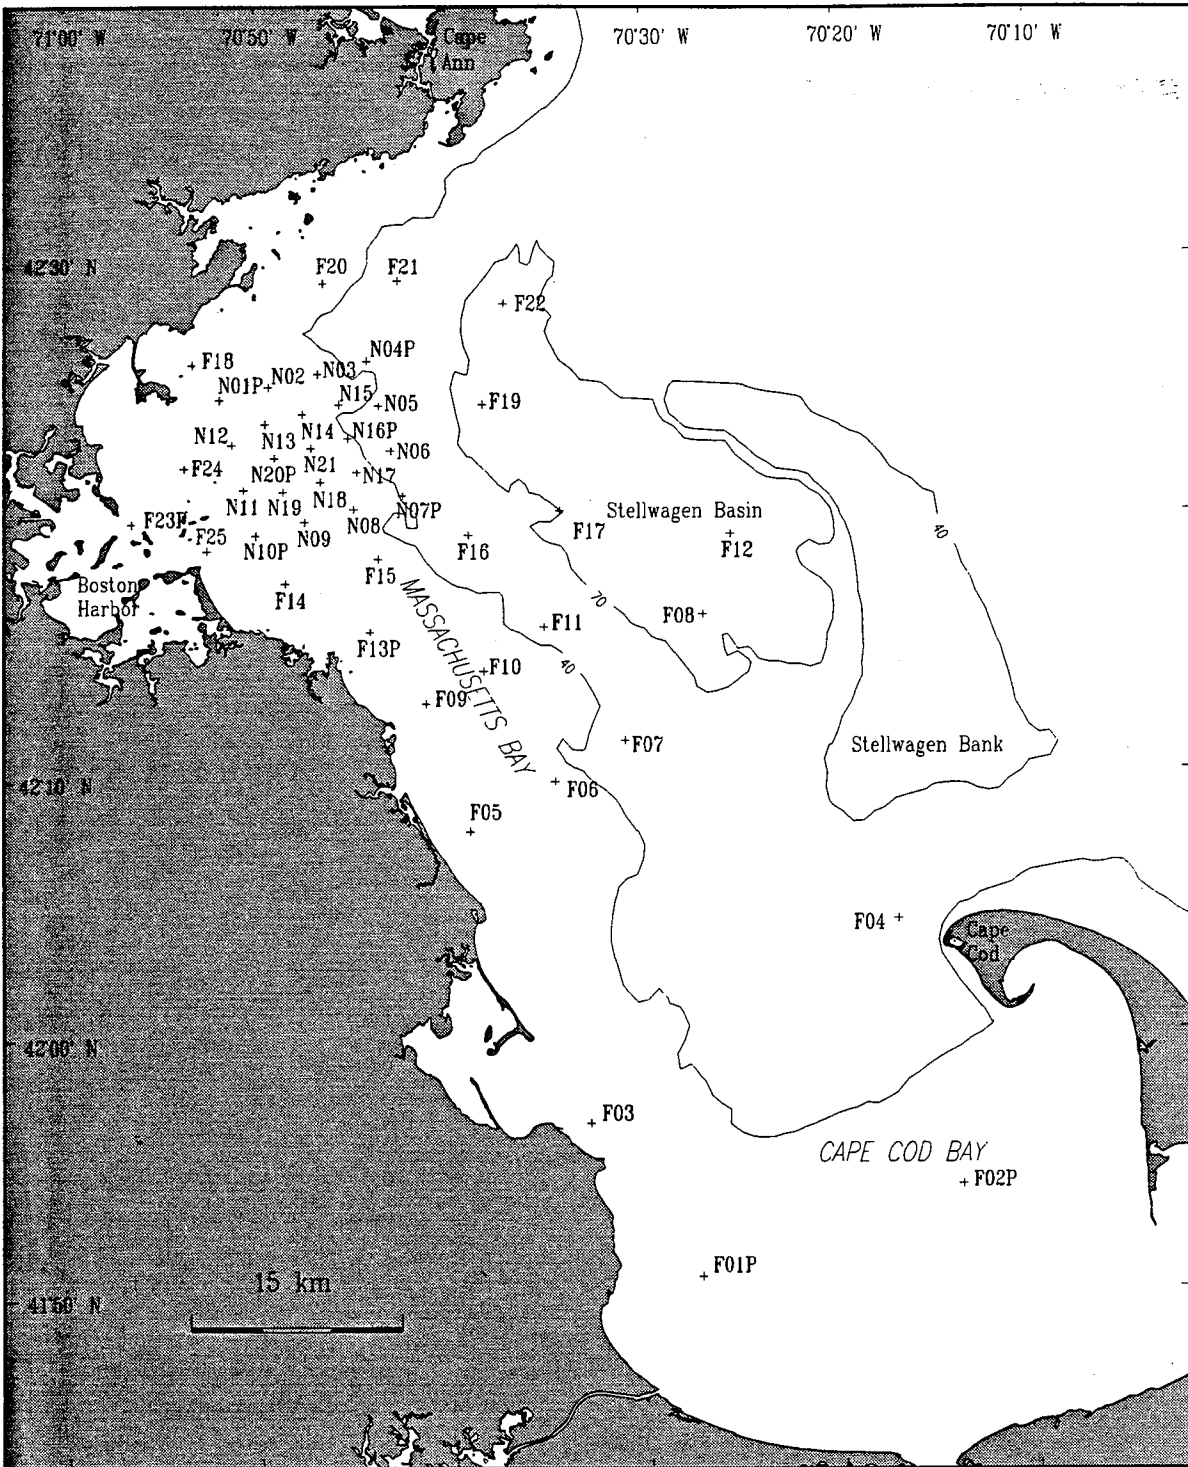 71°00' W
70°50' W
70°30' W
70°20' W
70°10' W
Cape
Ann
42°30' N
F20
F21
F22
F18
N04P
N03
N02
N01P
N15
N05
F19
N12
N13
N14
N16P
N06
F24
N20P
N21
N17
N11
N19
N18
N08
N07P
F23P
F25
N10P
N09
F16
F17
Stellwagen Basin
F12
F15
Boston
Harbor
F14
MASSACHUSETTS BAY
70
40
F08
F11
F13P
F10
40
F09
F07
Stellwagen Bank
42°10' N
F06
F05
F04
Cape
Cod
42°00' N
F03
CAPE COD BAY
F02P
F01P
15 km
41°50' N